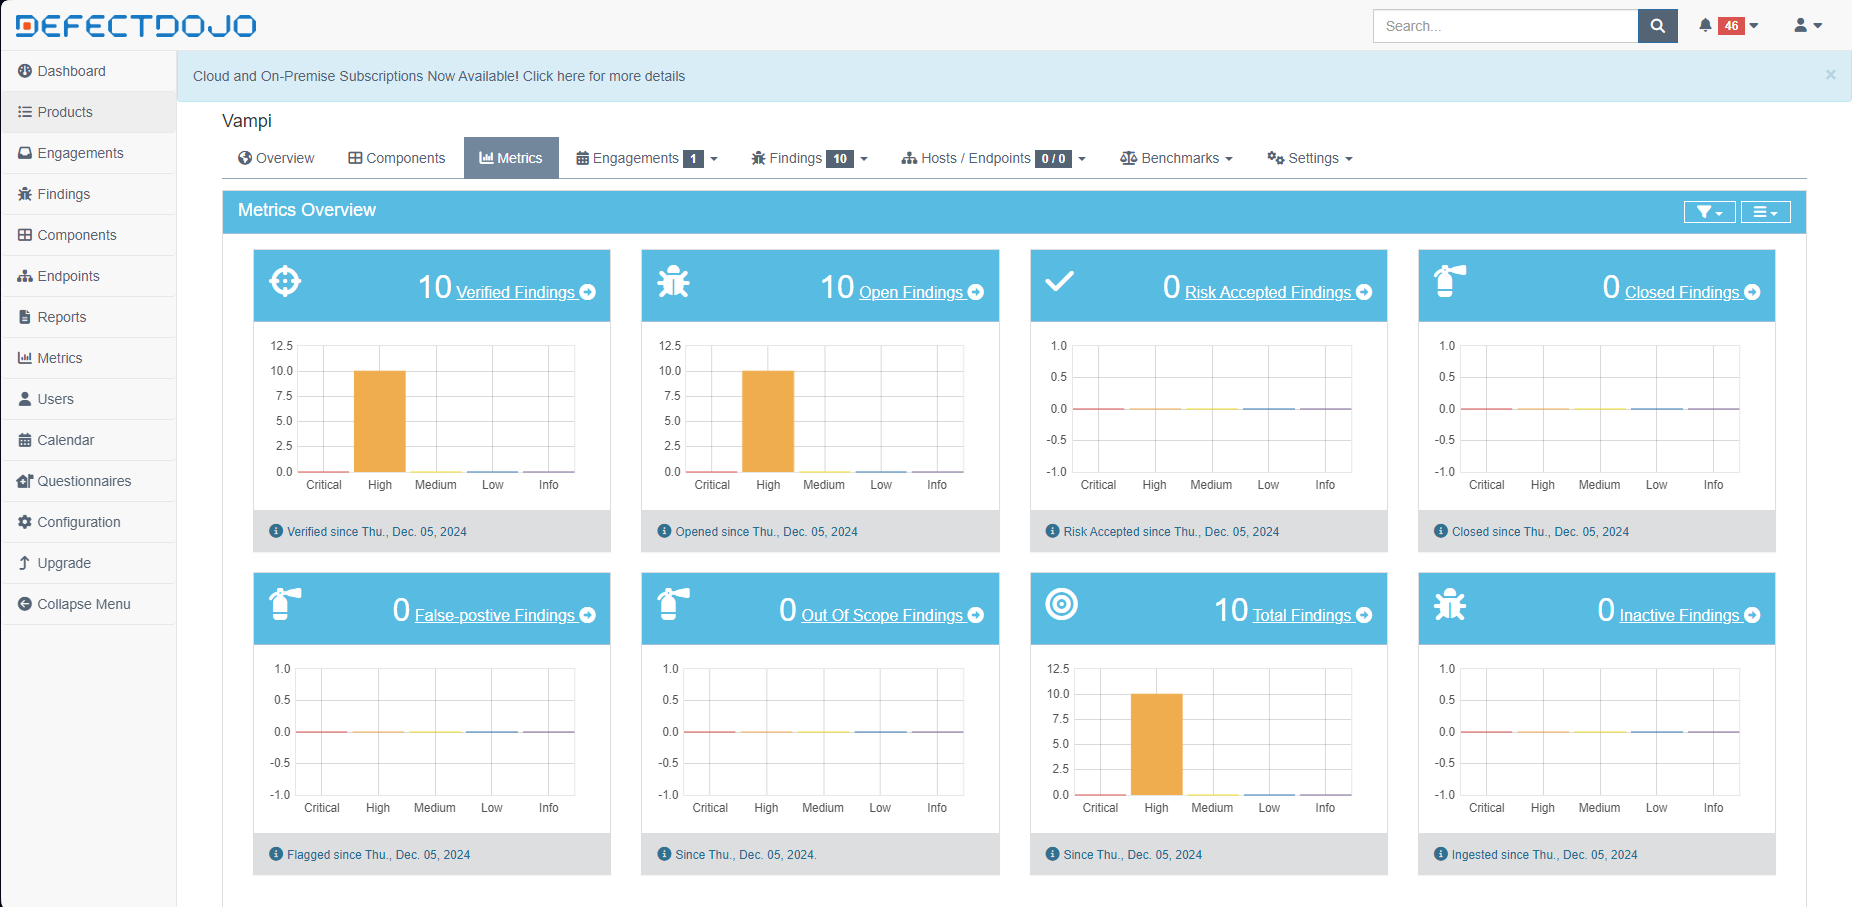 DEFECTDOJO
Search...
46
Dashboard
Products
Engagements
Findings
Components
Endpoints
Reports
Metrics
Users
Calendar
Questionnaires
Configuration
Upgrade
Collapse Menu
Cloud and On-Premise Subscriptions Now Available! Click here for more details
×
Vampi
Overview Components Metrics Engagements 1 Findings 10 Hosts / Endpoints 0 / 0 Benchmarks Settings
Metrics Overview
10 Verified Findings
12.5
10.0
7.5
5.0
2.5
0.0
Critical High Medium Low Info
Verified since Thu., Dec. 05, 2024
10 Open Findings
12.5
10.0
7.5
5.0
2.5
0.0
Critical High Medium Low Info
Opened since Thu., Dec. 05, 2024
0 Risk Accepted Findings
1.0
0.5
0.0
-0.5
-1.0
Critical High Medium Low Info
Risk Accepted since Thu., Dec. 05, 2024
0 Closed Findings
1.0
0.5
0.0
-0.5
-1.0
Critical High Medium Low Info
Closed since Thu., Dec. 05, 2024
0 False-postive Findings
1.0
0.5
0.0
-0.5
-1.0
Critical High Medium Low Info
Flagged since Thu., Dec. 05, 2024
0 Out Of Scope Findings
1.0
0.5
0.0
-0.5
-1.0
Critical High Medium Low Info
Since Thu., Dec. 05, 2024.
10 Total Findings
12.5
10.0
7.5
5.0
2.5
0.0
Critical High Medium Low Info
Since Thu., Dec. 05, 2024
0 Inactive Findings
1.0
0.5
0.0
-0.5
-1.0
Critical High Medium Low Info
Ingested since Thu., Dec. 05, 2024